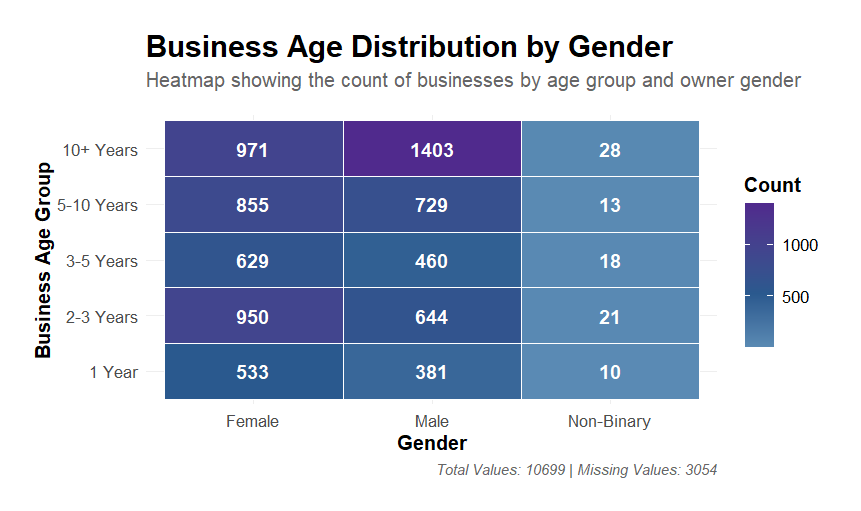 Business Age Distribution by Gender
Heatmap showing the count of businesses by age group and owner gender
Business Age Group
10+ Years 971 1403 28
5-10 Years 855 729 13
3-5 Years 629 460 18
2-3 Years 950 644 21
1 Year 533 381 10
Female Male Non-Binary
Gender
Count
1000
500
Total Values: 10699 | Missing Values: 3054